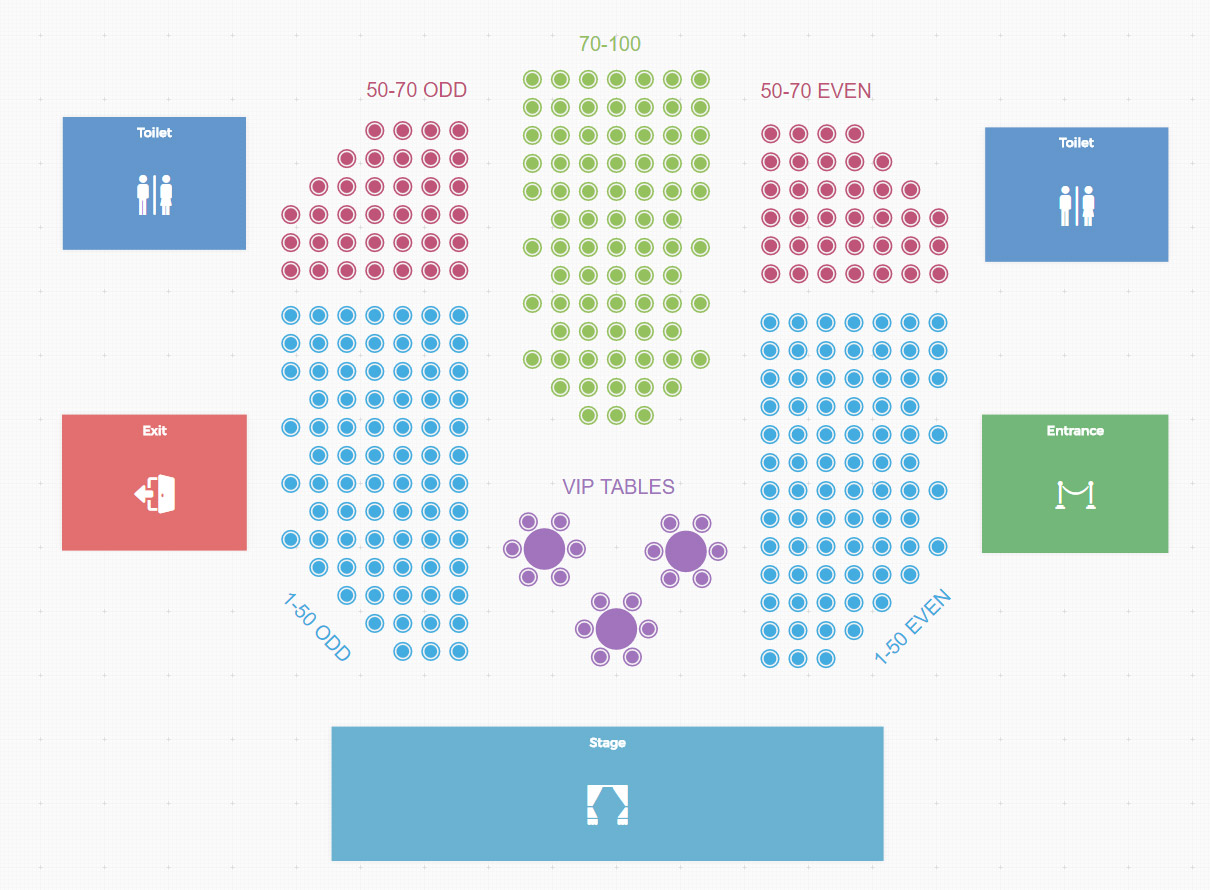 70-100
50-70 ODD
50-70 EVEN
Toilet
Toilet
Exit
Entrance
VIP TABLES
1-50 ODD
1-50 EVEN
Stage